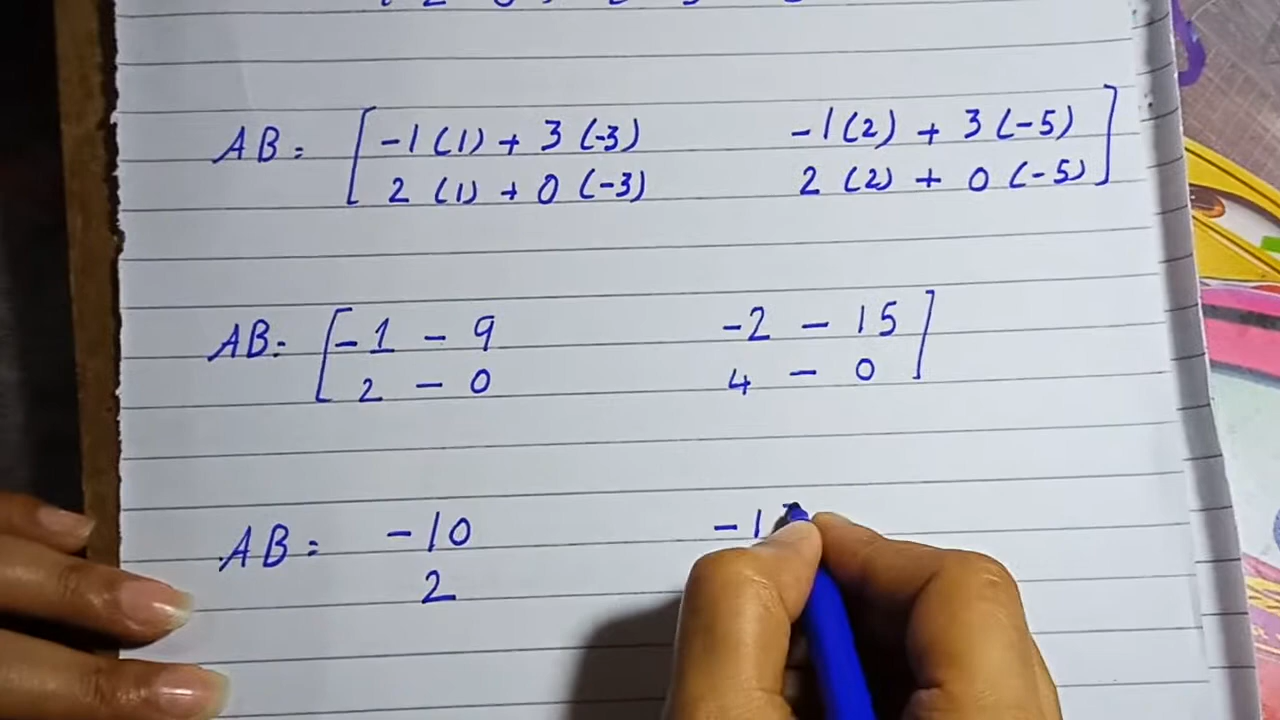 AB = [ -1 (1) + 3 (-3) -1 (2) + 3 (-5)
2 (1) + 0 (-3) 2 (2) + 0 (-5) ]
AB = [ -1 - 9 -2 - 15
2 - 0 4 - 0 ]
AB = -10
2